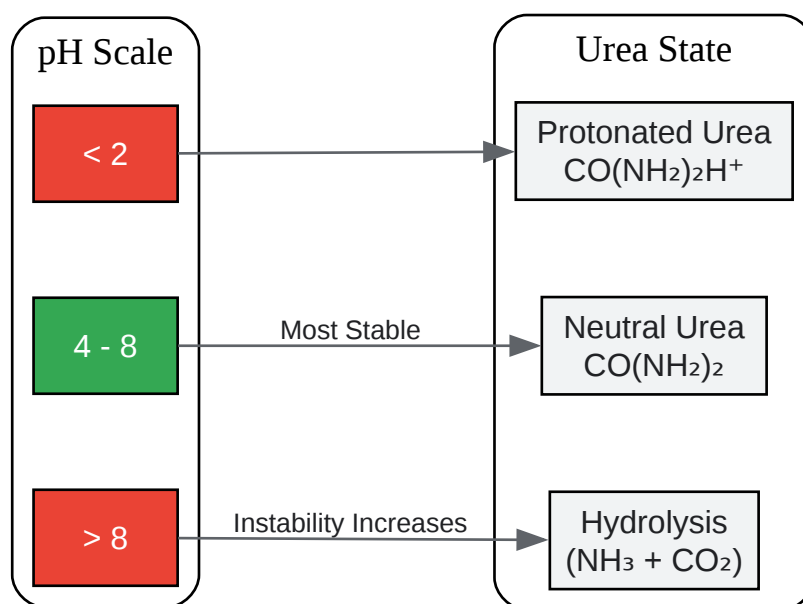 pH Scale
Urea State
< 2
Protonated Urea
CO(NH₂)₂H⁺
4 - 8
Most Stable
Neutral Urea
CO(NH₂)₂
> 8
Instability Increases
Hydrolysis
(NH₃ + CO₂)